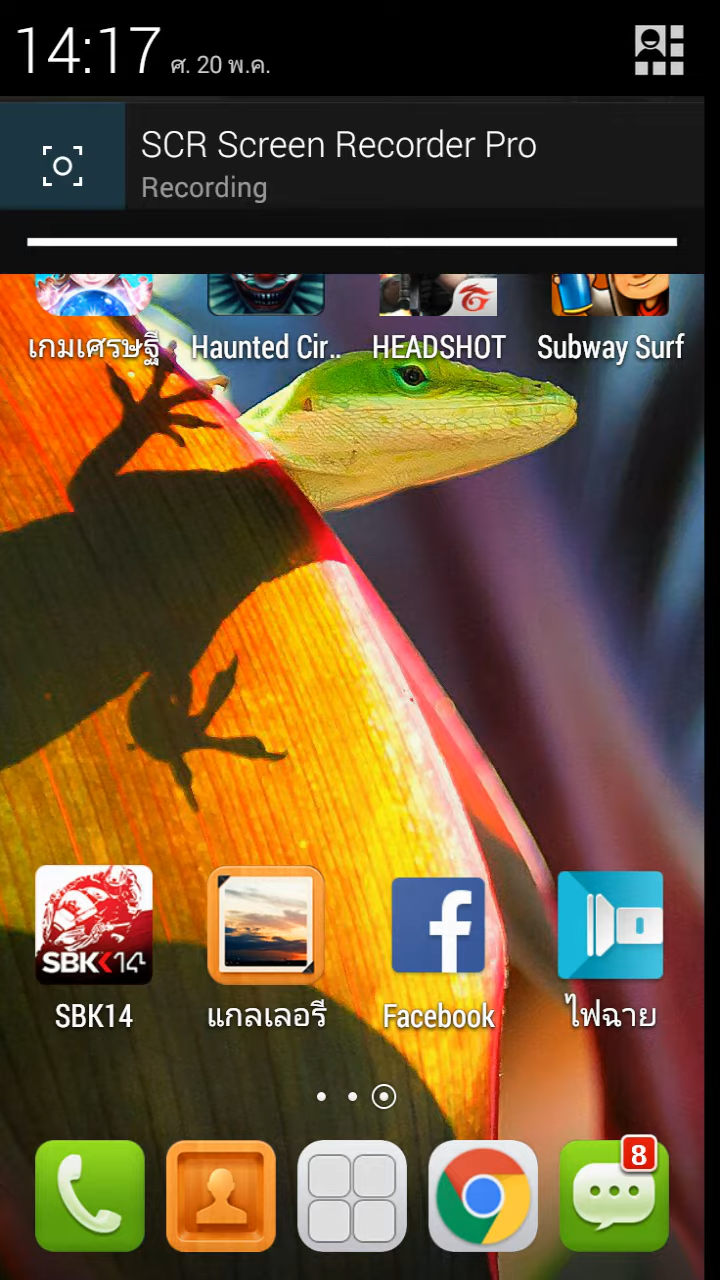 14:17 ศ. 20 พ.ค.
SCR Screen Recorder Pro
Recording
เกมเศรษฐี Haunted Cir.. HEADSHOT Subway Surf
SBK14
SBK14 แกลเลอรี Facebook ไฟฉาย
8